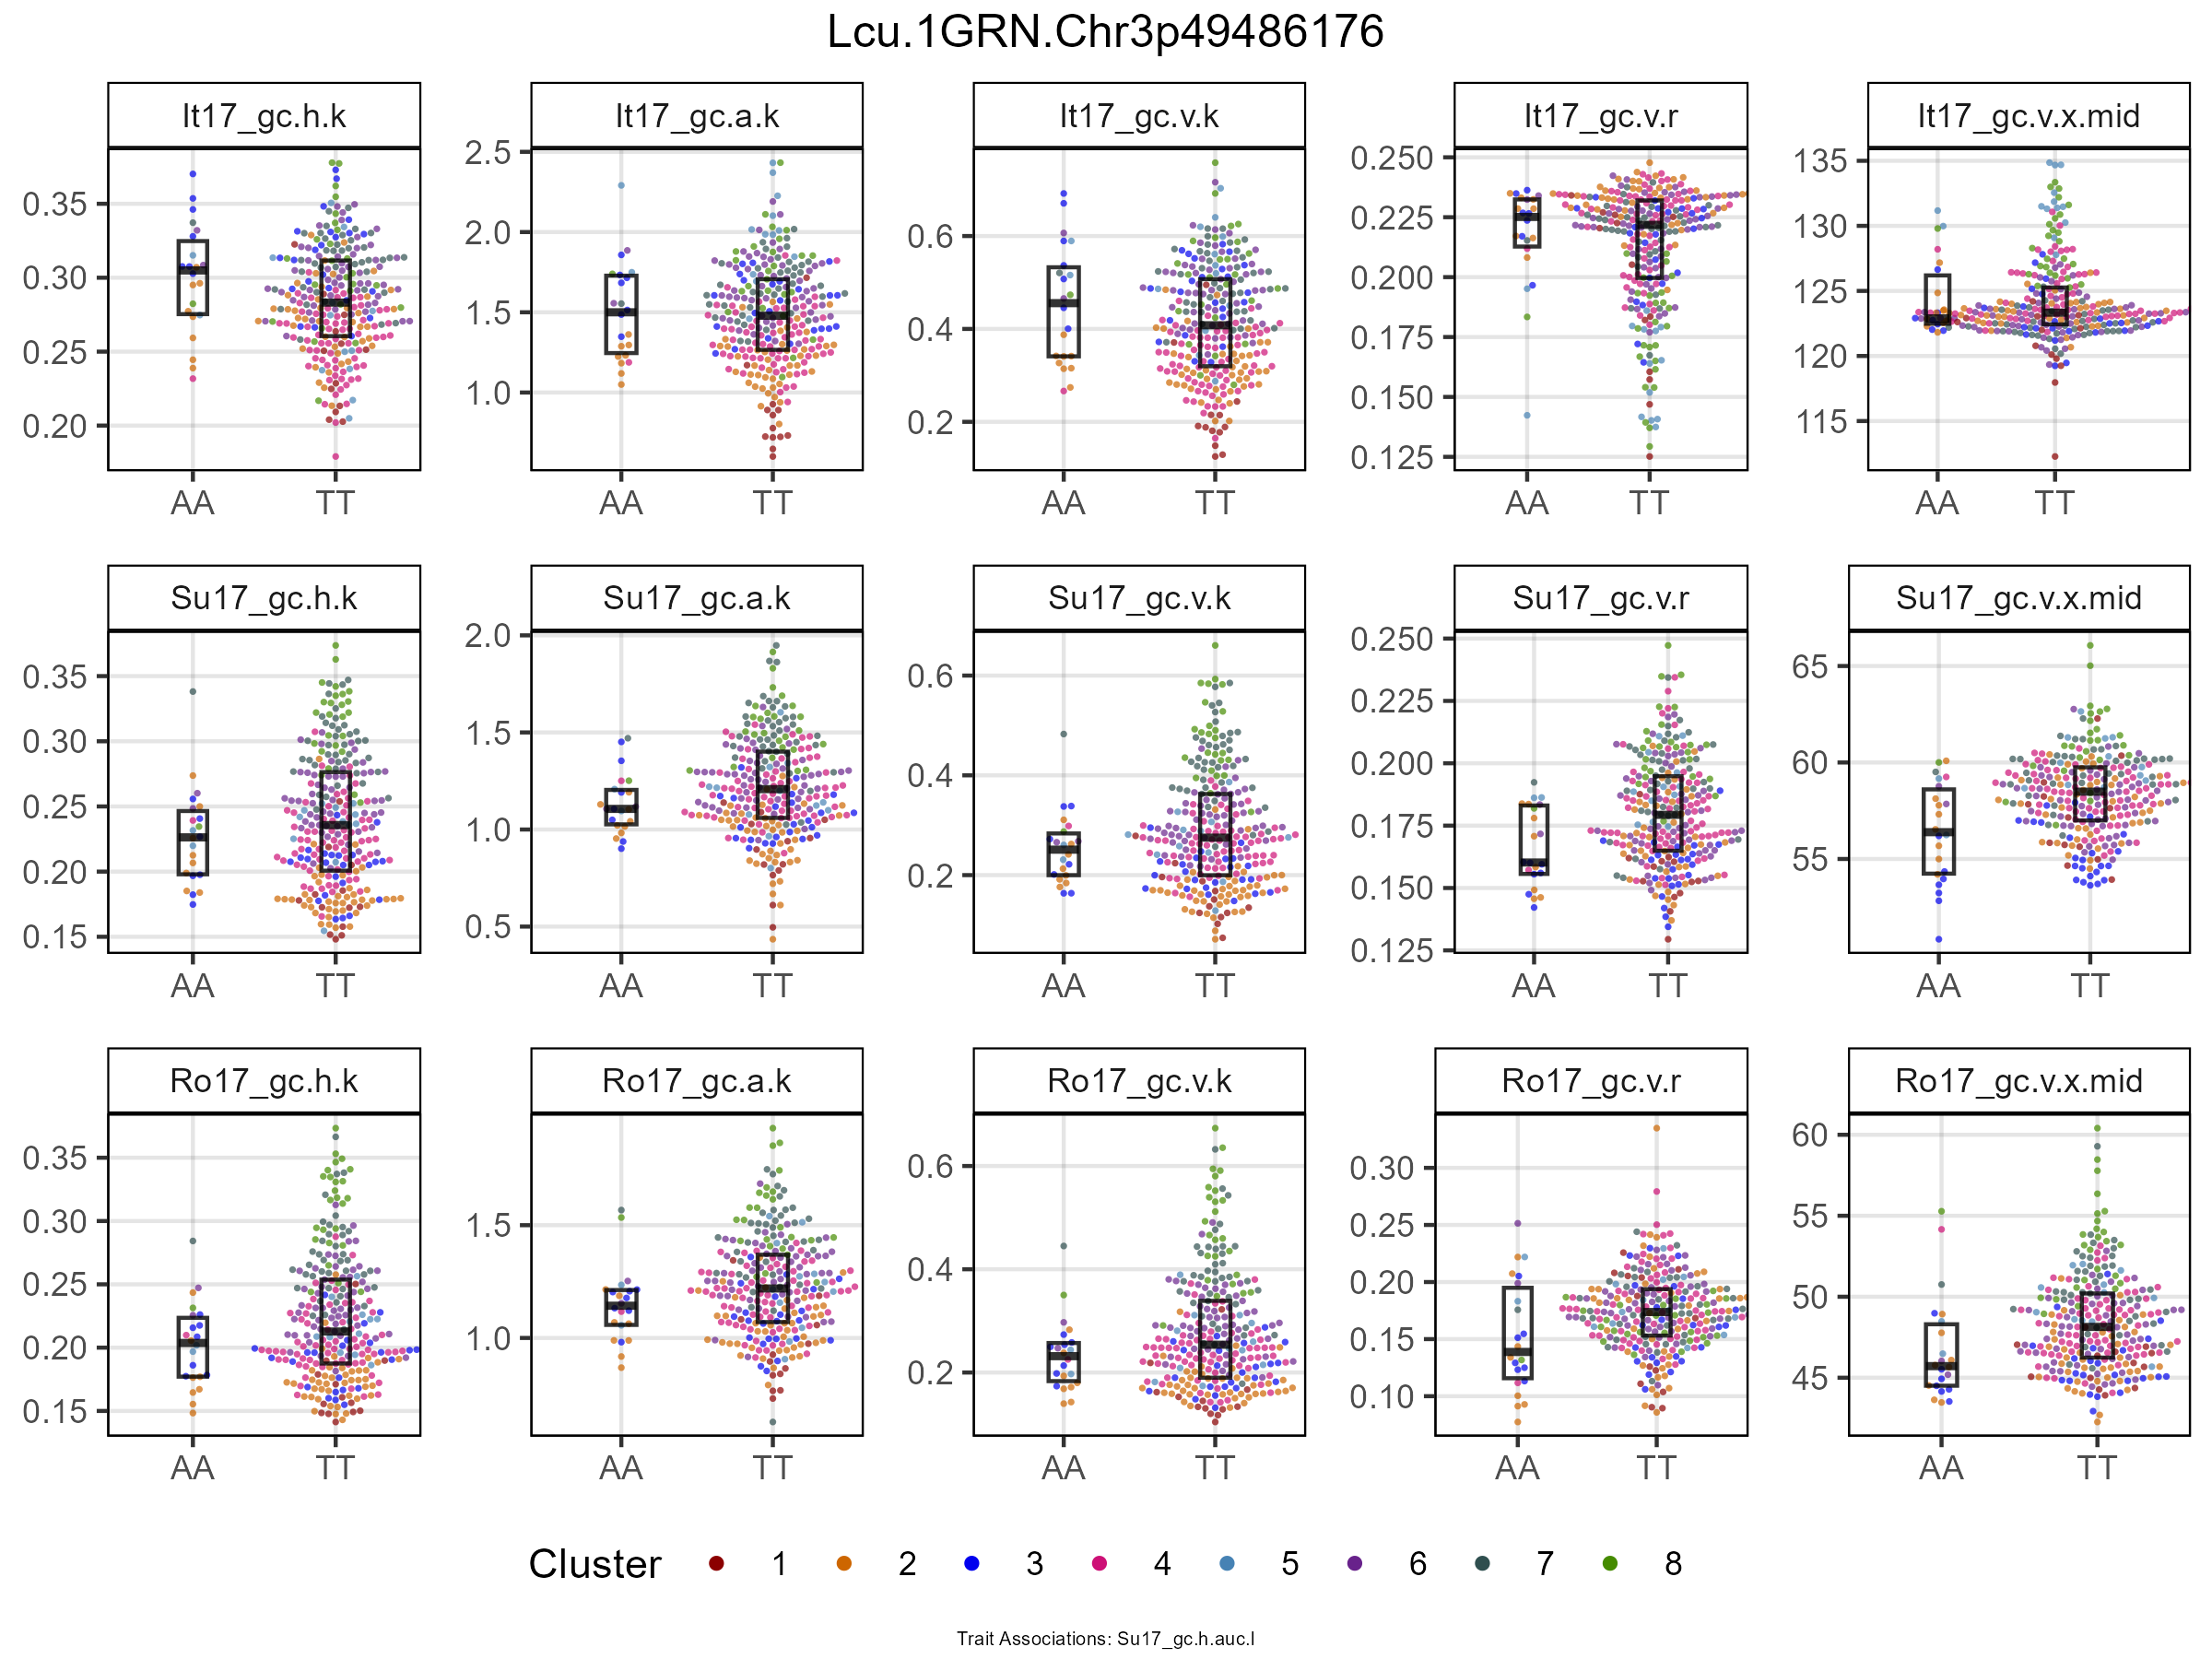 Lcu.1GRN.Chr3p49486176
It17_gc.h.k It17_gc.a.k It17_gc.v.k It17_gc.v.r It17_gc.v.x.mid
0.35 0.30 0.25 0.20
2.5 2.0 1.5 1.0
0.6 0.4 0.2
0.250 0.225 0.200 0.175 0.150 0.125
135 130 125 120 115
AA TT AA TT AA TT AA TT AA TT
Su17_gc.h.k Su17_gc.a.k Su17_gc.v.k Su17_gc.v.r Su17_gc.v.x.mid
0.35 0.30 0.25 0.20 0.15
2.0 1.5 1.0 0.5
0.6 0.4 0.2
0.250 0.225 0.200 0.175 0.150 0.125
65 60 55
AA TT AA TT AA TT AA TT AA TT
Ro17_gc.h.k Ro17_gc.a.k Ro17_gc.v.k Ro17_gc.v.r Ro17_gc.v.x.mid
0.35 0.30 0.25 0.20 0.15
1.5 1.0
0.6 0.4 0.2
0.30 0.25 0.20 0.15 0.10
60 55 50 45
AA TT AA TT AA TT AA TT AA TT
Cluster 1 2 3 4 5 6 7 8
Trait Associations: Su17_gc.h.auc.l